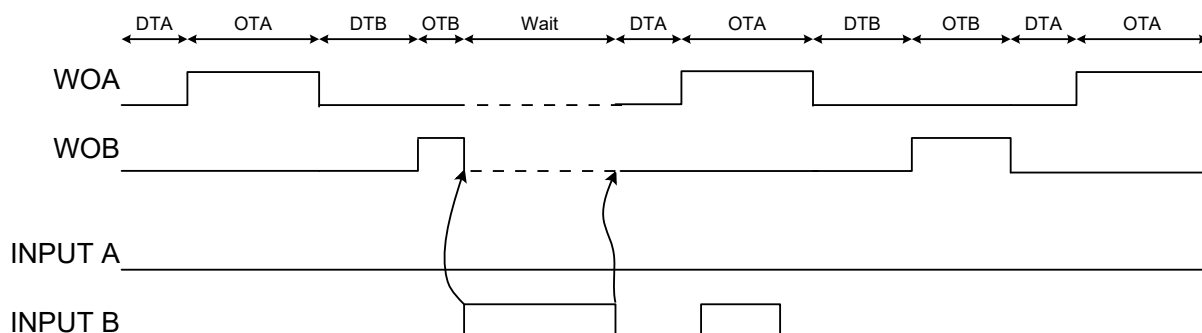 DTA OTA DTB OTB Wait DTA OTA DTB OTB DTA OTA
WOA
WOB
INPUT A
INPUT B